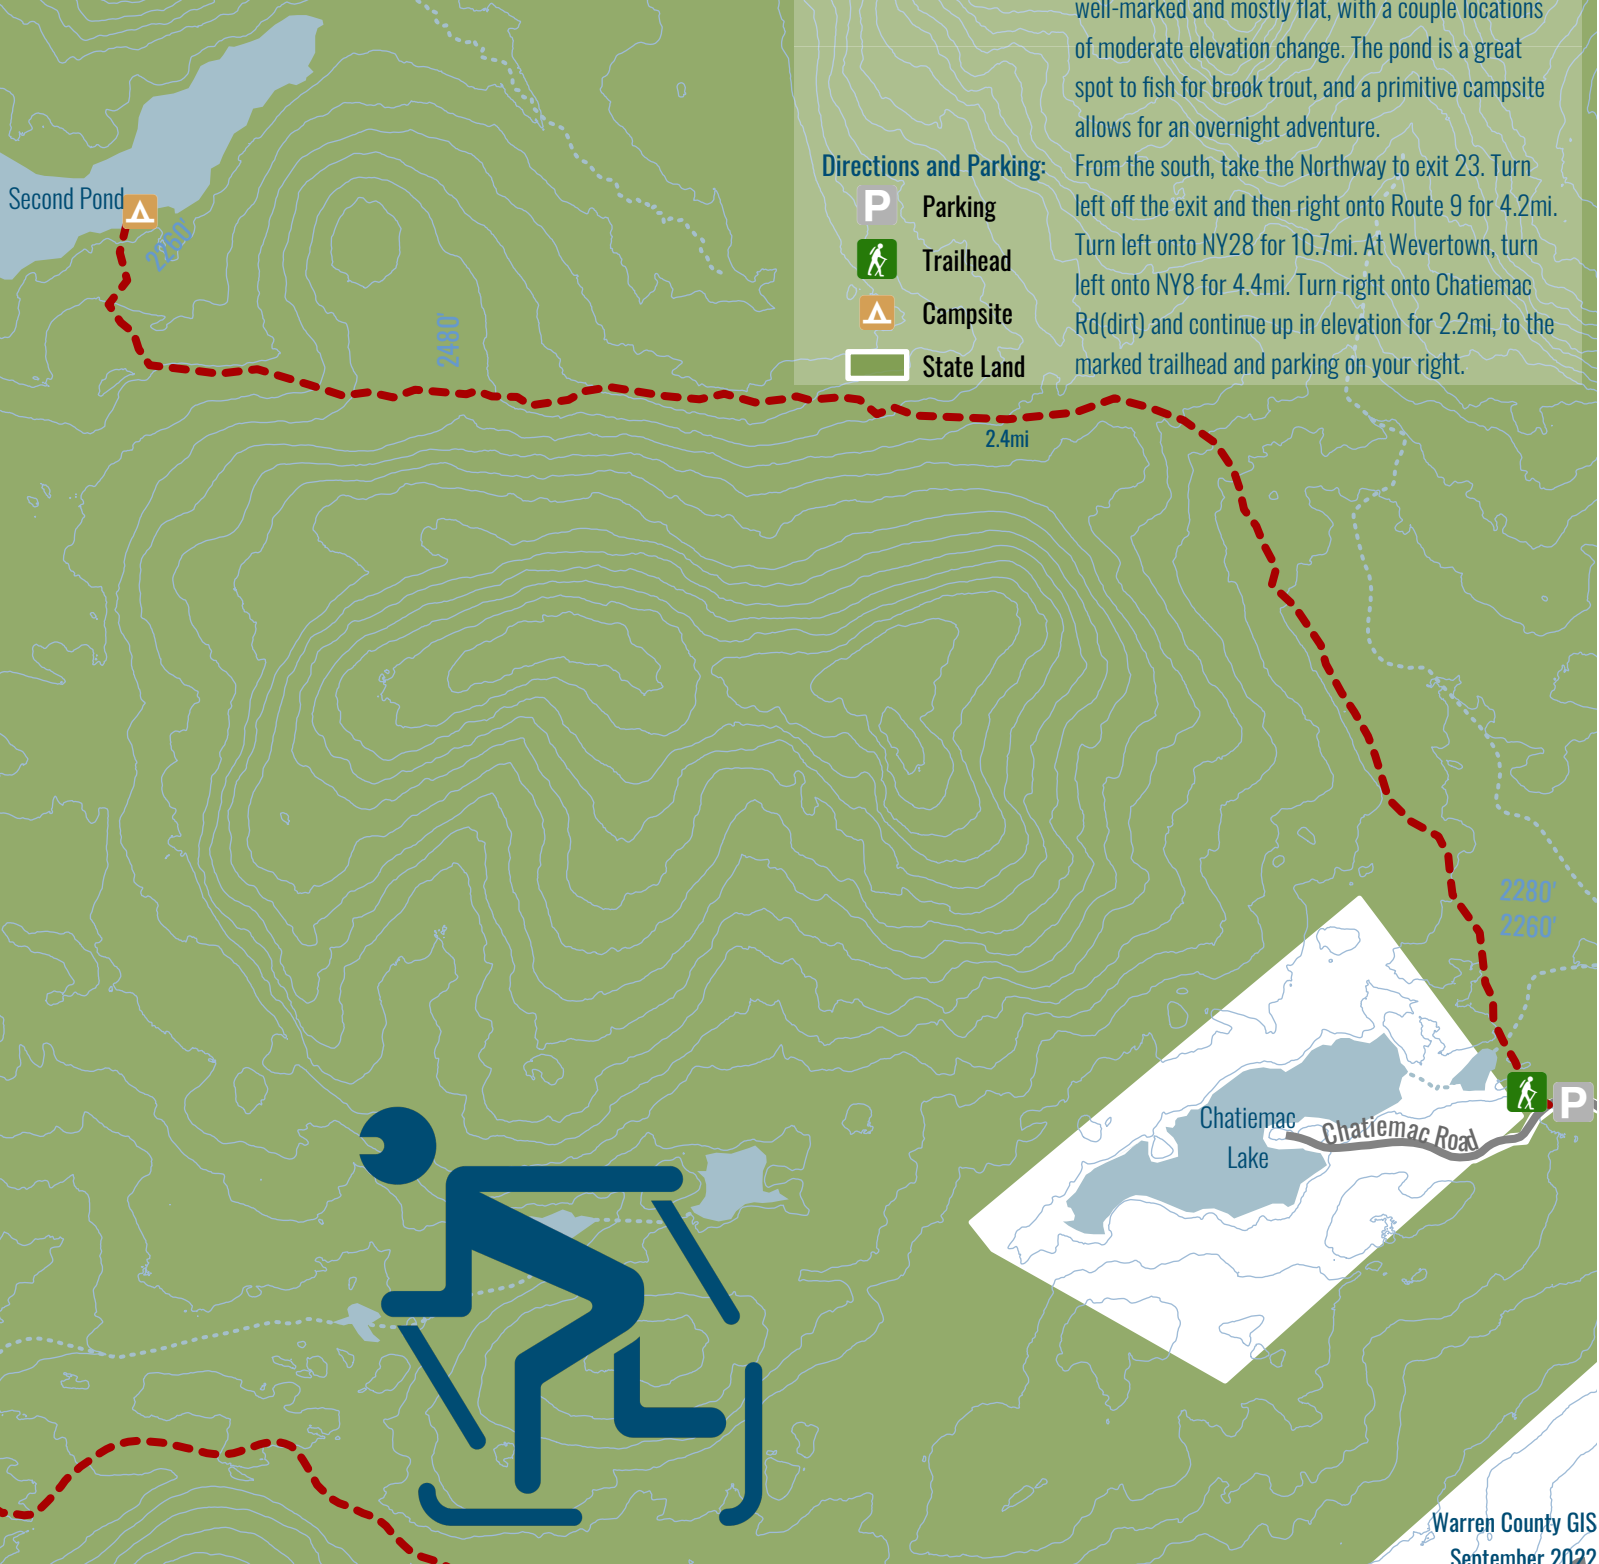 well-marked and mostly flat, with a couple locations
of moderate elevation change. The pond is a great
spot to fish for brook trout, and a primitive campsite
allows for an overnight adventure.
Directions and Parking:
From the south, take the Northway to exit 23. Turn
left off the exit and then right onto Route 9 for 4.2mi.
Turn left onto NY28 for 10.7mi. At Wevertown, turn
left onto NY8 for 4.4mi. Turn right onto Chatiemac
Rd(dirt) and continue up in elevation for 2.2mi, to the
marked trailhead and parking on your right.
P Parking
Trailhead
Campsite
State Land
Second Pond
2260'
2480'
2.4mi
2280'
2260'
P
Chatiemac
Lake
Chatiemac Road
Warren County GIS
September 2022